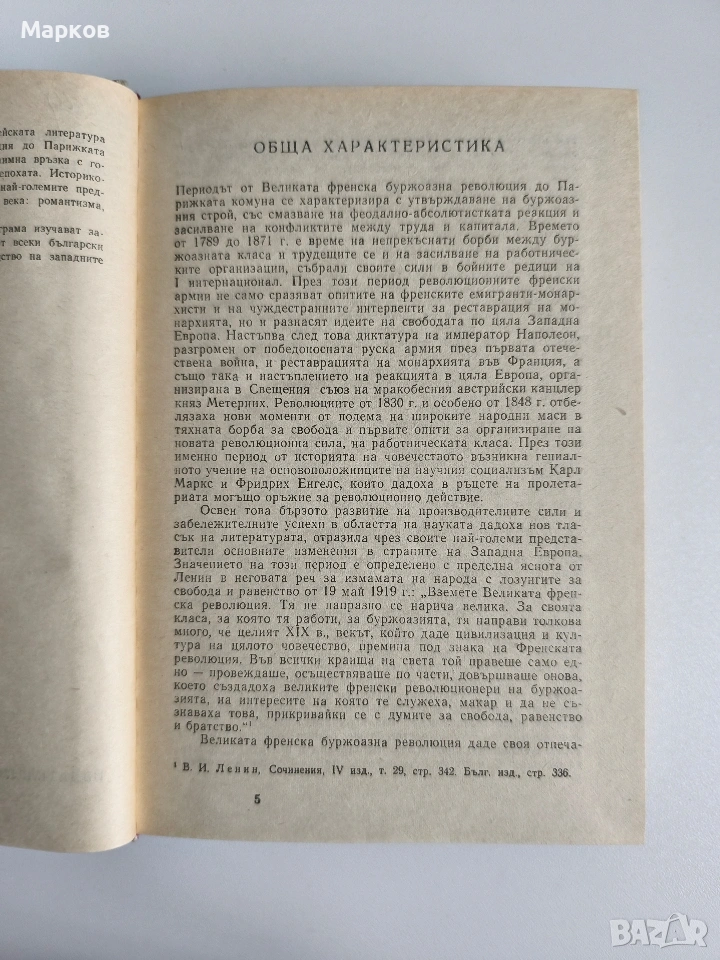 Марков
ейската литература
ция до Парижката
имна връзка с го-
епохата. Историко-
най-големите пред-
века: романтизма,
грама изучават за-
от всеки български
ство на западните
ОБЩА ХАРАКТЕРИСТИКА
Периодът от Великата френска буржоазна революция до Па-
рижката комуна се характеризира с утвърждаване на буржоаз-
ния строй, със смазване на феодално-абсолютистката реакция и
засилване на конфликтите между труда и капитала. Времето
от 1789 до 1871 г. е време на непрекъснати борби между бур-
жоазната класа и трудещите се и на засилване на работниче-
ските организации, събрали своите сили в бойните редици на
I интернационал. През този период революционните френски
армии не само сразяват опитите на френските емигранти-монар-
хисти и на чуждестранните интервенти за реставрация на мо-
нархията, но и разнасят идеите на свободата по цяла Западна
Европа. Настъпва след това диктатура на император Наполеон,
разгромен от победоносната руска армия през първата отече-
ствена война, и реставрацията на монархията във Франция, а
също така и настъплението на реакцията в цяла Европа, орга-
низирана в Свещения съюз на мракобесния австрийски канцлер
княз Метерних. Революциите от 1830 г. и особено от 1848 г. отбе-
лязаха нови моменти от подема на широките народни маси в
тяхната борба за свобода и първите опити за организиране на
новата революционна сила, на работническата класа. През този
именно период от историята на човечеството възникна гениал-
ното учение на основоположниците на научния социализъм Карл
Маркс и Фридрих Енгелс, които дадоха в ръцете на пролета-
риата могъщо оръжие за революционно действие.
Освен това бързото развитие на производителните сили и
забележителните успехи в областта на науката дадоха нов тла-
сък на литературата, отразила чрез своите най-големи предста-
вители основните изменения в страните на Западна Европа.
Значението на този период е определено с пределна яснота от
Ленин в неговата реч за измамата на народа с лозунгите за
свобода и равенство от 19 май 1919 г.: „Вземете Великата френ-
ска революция. Тя не напразно се нарича велика. За своята
класа, за която тя работи, за буржоазията, тя направи толкова
много, че целият XIX в., векът, който даде цивилизация и кул-
тура на цялото човечество, премина под знака на Френската
революция. Във всички краища на света той правеше само ед-
но — провеждаше, осъществяваше по части, довършваше онова,
което създадоха великите френски революционери на буржоа-
зията, на интересите на която те служеха, макар и да не съ-
знаваха това, прикривайки се с думите за свобода, равенство
и братство.“¹
Великата френска буржоазна революция даде своя отпеча-
¹ В. И. Ленин, Сочинения, IV изд., т. 29, стр. 342. Бълг. изд., стр. 336.
5
BAZAR